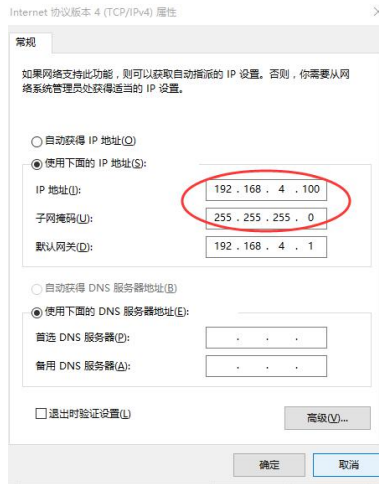 Internet 协议版本 4 (TCP/IPv4) 属性
常规
如果网络支持此功能，则可以获取自动指派的 IP 设置。否则，你需要从网
络系统管理员处获得适当的 IP 设置。
自动获得 IP 地址(O)
使用下面的 IP 地址(S):
IP 地址(I): 192 . 168 . 4 . 100
子网掩码(U): 255 . 255 . 255 . 0
默认网关(D): 192 . 168 . 4 . 1
自动获得 DNS 服务器地址(B)
使用下面的 DNS 服务器地址(E):
首选 DNS 服务器(P): . . .
备用 DNS 服务器(A): . . .
退出时验证设置(L)
高级(V)...
确定 取消